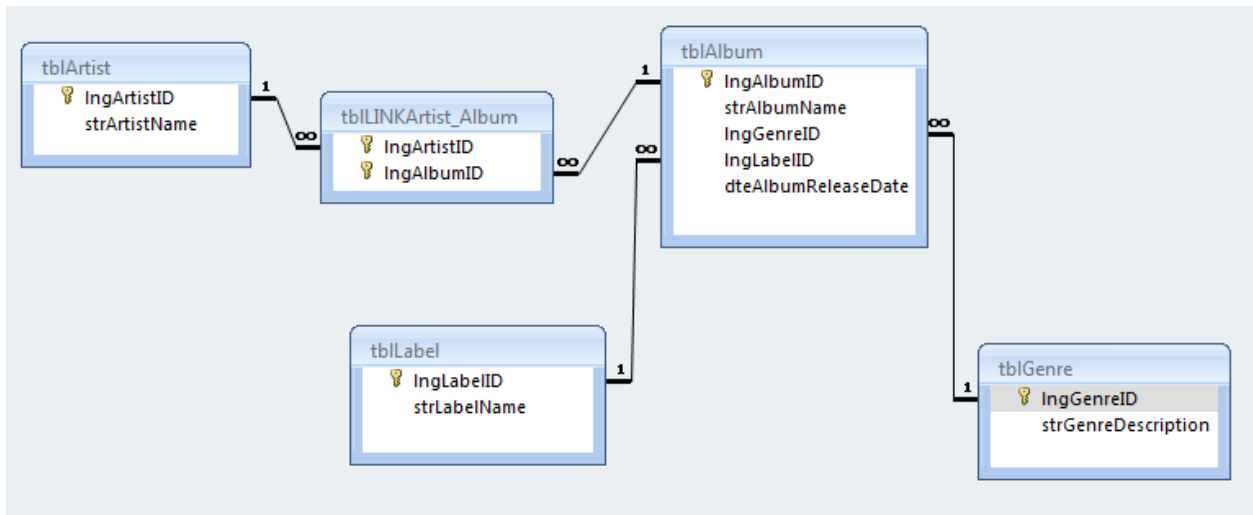 tblArtist
lngArtistID
strArtistName
1
∞
tblLINKArtist_Album
lngArtistID
lngAlbumID
∞
1
∞
tblAlbum
lngAlbumID
strAlbumName
lngGenreID
lngLabelID
dteAlbumReleaseDate
∞
tblLabel
lngLabelID
strLabelName
1
1
tblGenre
lngGenreID
strGenreDescription